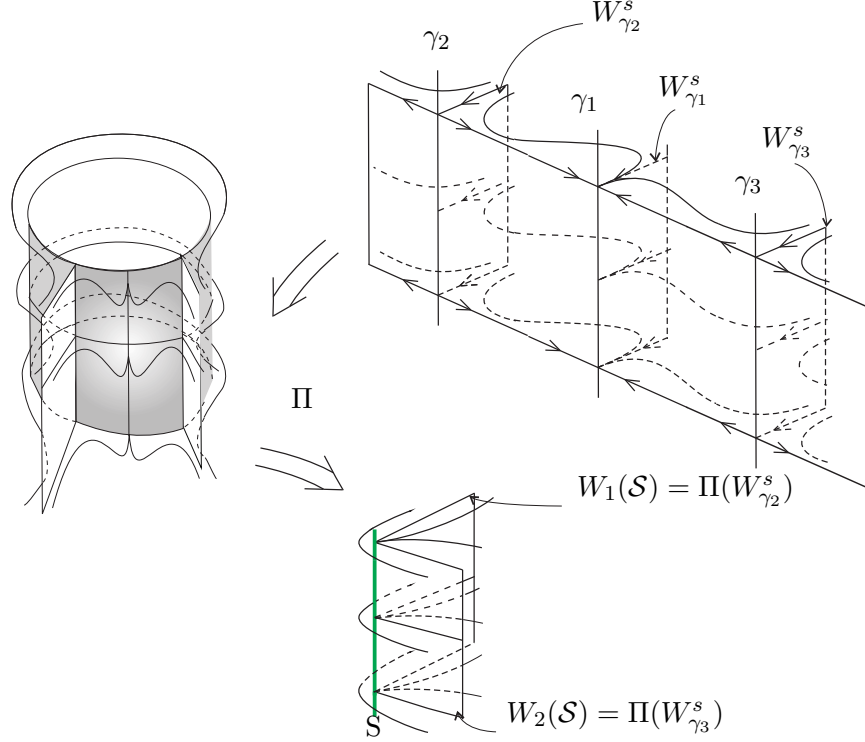 W^s_{γ_2}
γ_2
γ_1
W^s_{γ_1}
W^s_{γ_3}
γ_3
Π
W_1(𝒮) = Π(W^s_{γ_2})
W_2(𝒮) = Π(W^s_{γ_3})
S